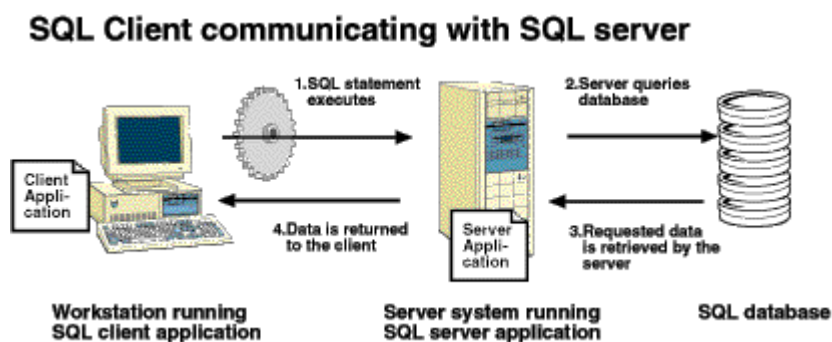 SQL Client communicating with SQL server
1.SQL statement
executes
2.Server queries
database
Client
Appli-
cation
4.Data is returned
to the client
Server
Appli-
cation
3.Requested data
is retrieved by the
server
Workstation running
SQL client application
Server system running
SQL server application
SQL database